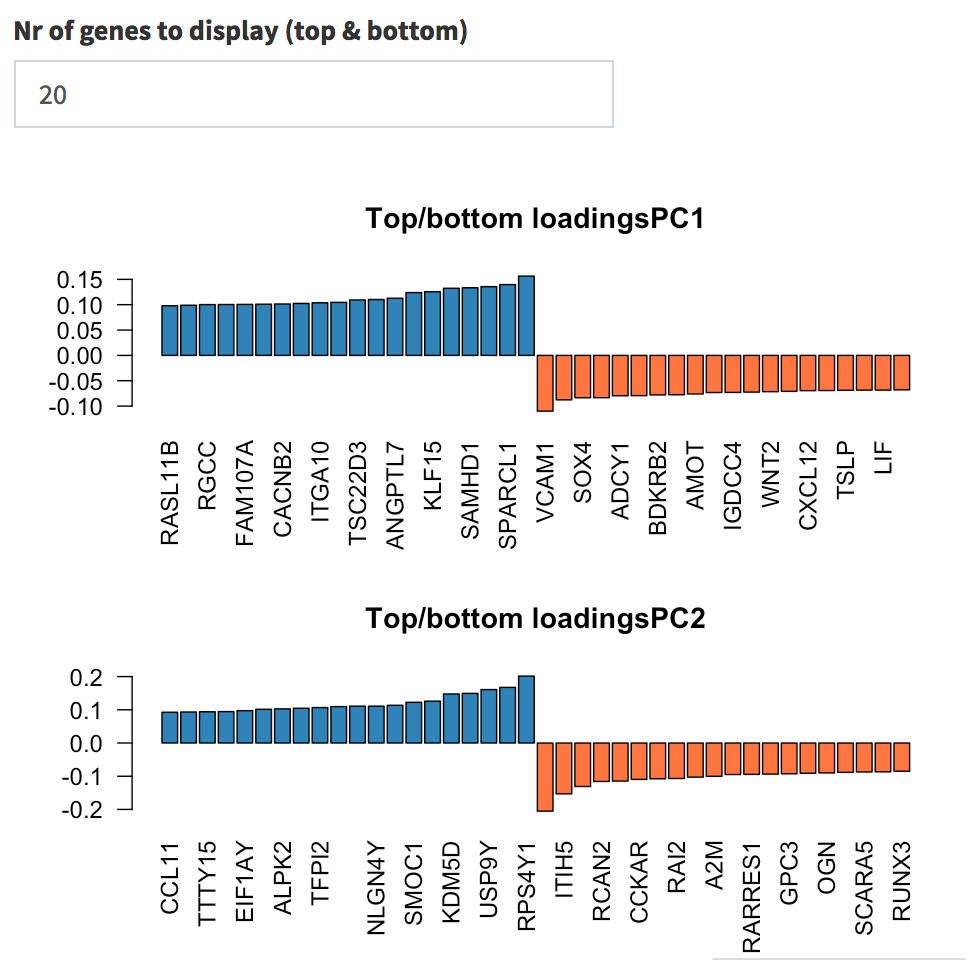 Nr of genes to display (top & bottom)
20
Top/bottom loadingsPC1
0.15
0.10
0.05
0.00
-0.05
-0.10
RASL11B
RGCC
FAM107A
CACNB2
ITGA10
TSC22D3
ANGPTL7
KLF15
SAMHD1
SPARCL1
VCAM1
SOX4
ADCY1
BDKRB2
AMOT
IGDCC4
WNT2
CXCL12
TSLP
LIF
Top/bottom loadingsPC2
0.2
0.1
0.0
-0.1
-0.2
CCL11
TTTY15
EIF1AY
ALPK2
TFPI2
NLGN4Y
SMOC1
KDM5D
USP9Y
RPS4Y1
ITIH5
RCAN2
CCKAR
RAI2
A2M
RARRES1
GPC3
OGN
SCARA5
RUNX3